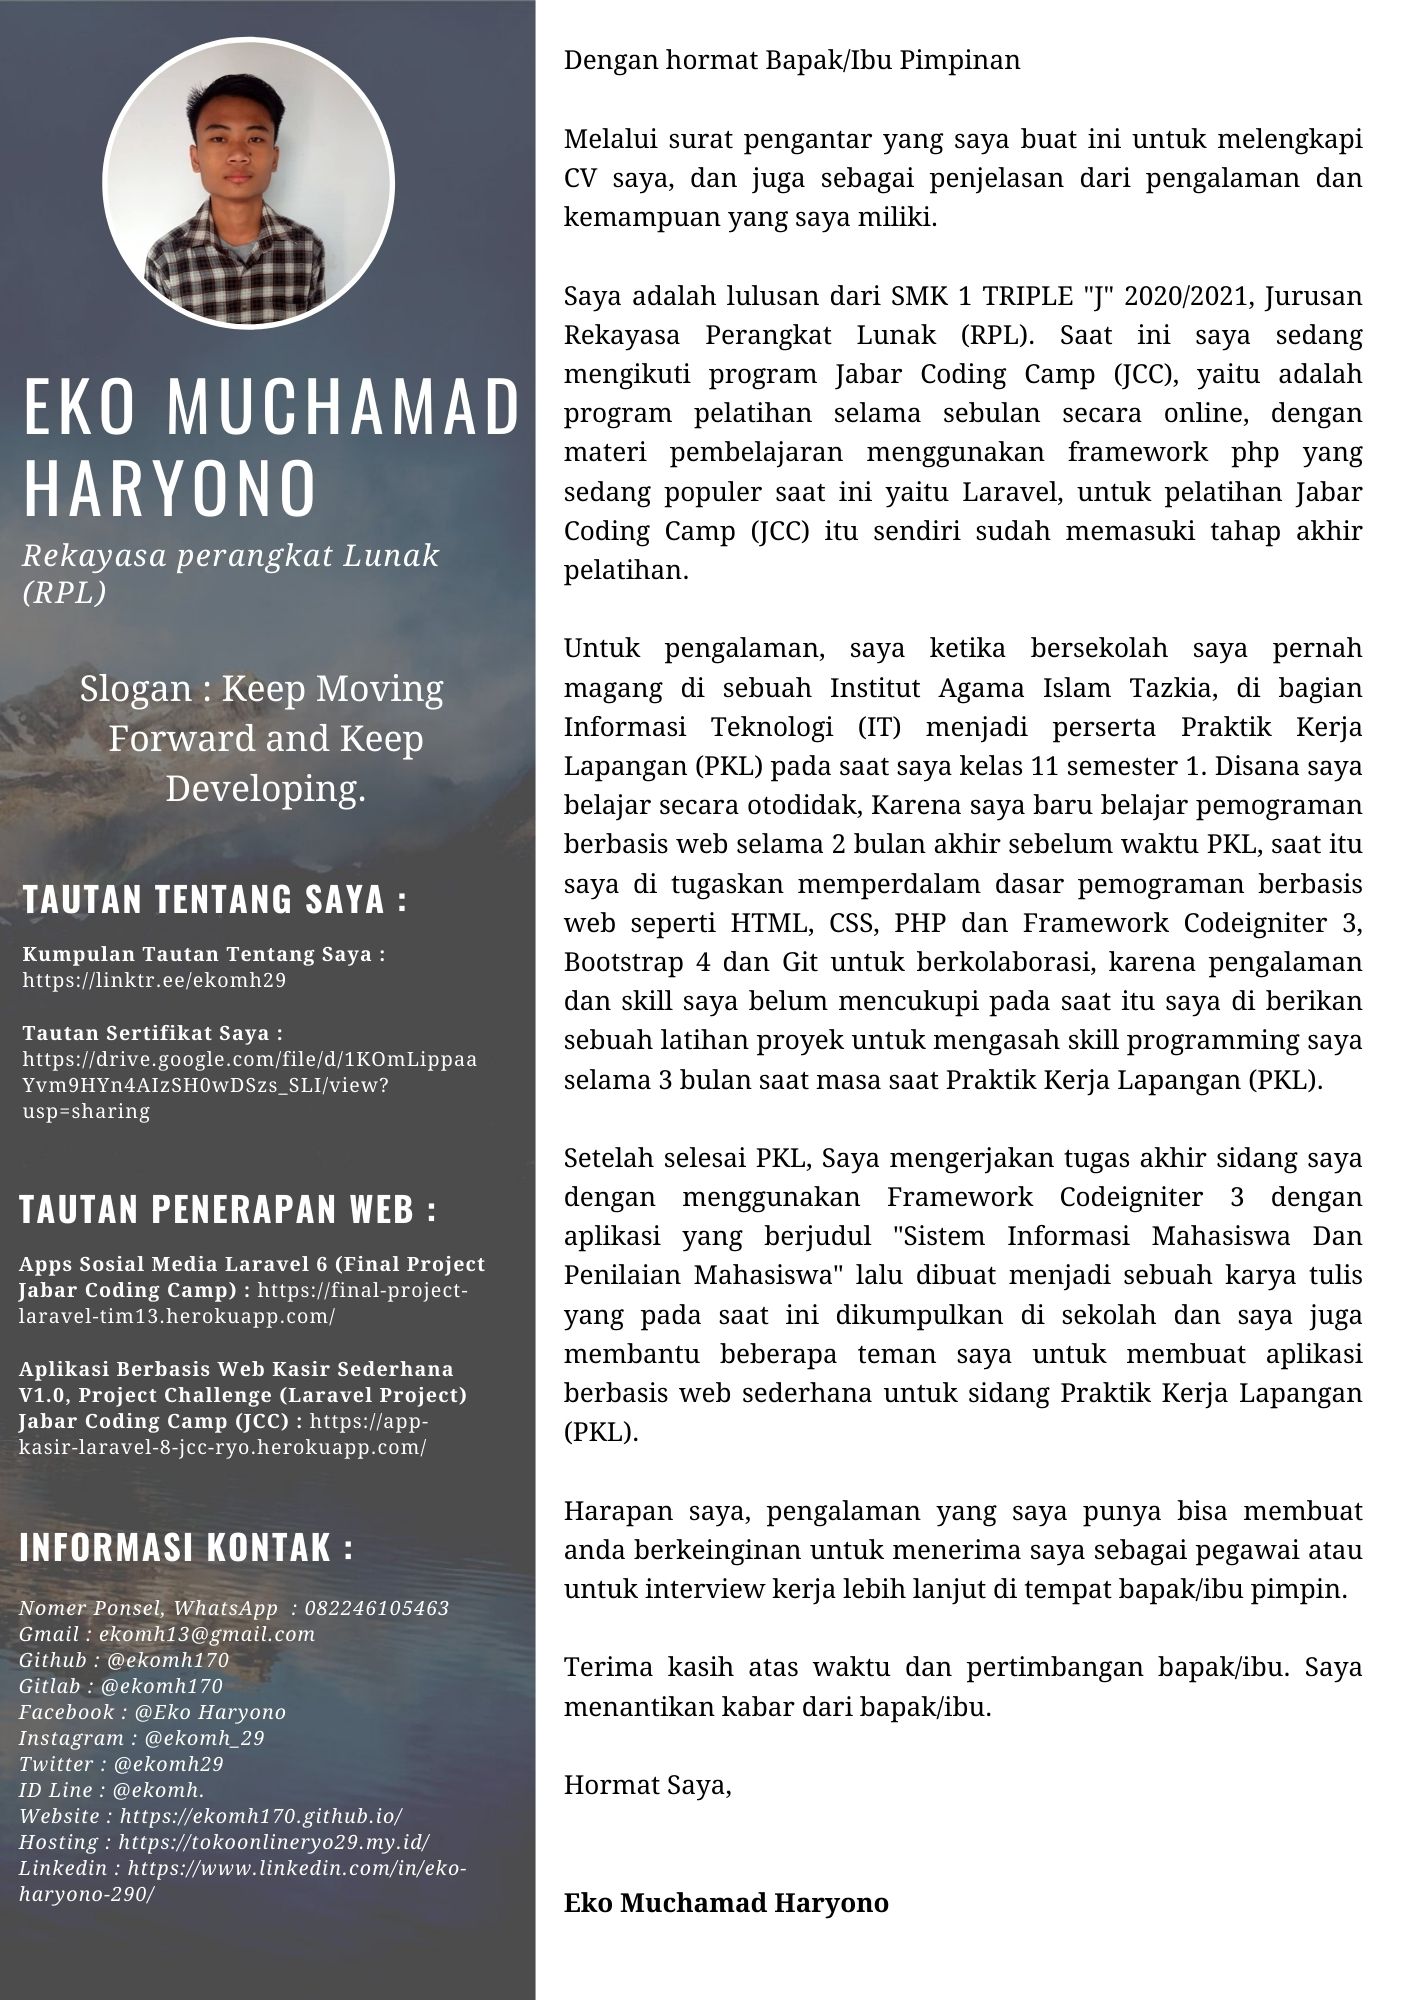 EKO MUCHAMAD
HARYONO
Rekayasa perangkat Lunak
(RPL)
Slogan : Keep Moving
Forward and Keep
Developing.
TAUTAN TENTANG SAYA :
Kumpulan Tautan Tentang Saya :
https://linktr.ee/ekomh29
Tautan Sertifikat Saya :
https://drive.google.com/file/d/1KOmLippaa
Yvm9HYn4AIzSH0wDSzs_SLI/view?
usp=sharing
TAUTAN PENERAPAN WEB :
Apps Sosial Media Laravel 6 (Final Project
Jabar Coding Camp) : https://final-project-
laravel-tim13.herokuapp.com/
Aplikasi Berbasis Web Kasir Sederhana
V1.0, Project Challenge (Laravel Project)
Jabar Coding Camp (JCC) : https://app-
kasir-laravel-8-jcc-ryo.herokuapp.com/
INFORMASI KONTAK :
Nomer Ponsel, WhatsApp : 082246105463
Gmail : ekomh13@gmail.com
Github : @ekomh170
Gitlab : @ekomh170
Facebook : @Eko Haryono
Instagram : @ekomh_29
Twitter : @ekomh29
ID Line : @ekomh.
Website : https://ekomh170.github.io/
Hosting : https://tokoonlineryo29.my.id/
Linkedin : https://www.linkedin.com/in/eko-
haryono-290/
Dengan hormat Bapak/Ibu Pimpinan
Melalui surat pengantar yang saya buat ini untuk melengkapi
CV saya, dan juga sebagai penjelasan dari pengalaman dan
kemampuan yang saya miliki.
Saya adalah lulusan dari SMK 1 TRIPLE "J" 2020/2021, Jurusan
Rekayasa Perangkat Lunak (RPL). Saat ini saya sedang
mengikuti program Jabar Coding Camp (JCC), yaitu adalah
program pelatihan selama sebulan secara online, dengan
materi pembelajaran menggunakan framework php yang
sedang populer saat ini yaitu Laravel, untuk pelatihan Jabar
Coding Camp (JCC) itu sendiri sudah memasuki tahap akhir
pelatihan.
Untuk pengalaman, saya ketika bersekolah saya pernah
magang di sebuah Institut Agama Islam Tazkia, di bagian
Informasi Teknologi (IT) menjadi perserta Praktik Kerja
Lapangan (PKL) pada saat saya kelas 11 semester 1. Disana saya
belajar secara otodidak, Karena saya baru belajar pemograman
berbasis web selama 2 bulan akhir sebelum waktu PKL, saat itu
saya di tugaskan memperdalam dasar pemograman berbasis
web seperti HTML, CSS, PHP dan Framework Codeigniter 3,
Bootstrap 4 dan Git untuk berkolaborasi, karena pengalaman
dan skill saya belum mencukupi pada saat itu saya di berikan
sebuah latihan proyek untuk mengasah skill programming saya
selama 3 bulan saat masa saat Praktik Kerja Lapangan (PKL).
Setelah selesai PKL, Saya mengerjakan tugas akhir sidang saya
dengan menggunakan Framework Codeigniter 3 dengan
aplikasi yang berjudul "Sistem Informasi Mahasiswa Dan
Penilaian Mahasiswa" lalu dibuat menjadi sebuah karya tulis
yang pada saat ini dikumpulkan di sekolah dan saya juga
membantu beberapa teman saya untuk membuat aplikasi
berbasis web sederhana untuk sidang Praktik Kerja Lapangan
(PKL).
Harapan saya, pengalaman yang saya punya bisa membuat
anda berkeinginan untuk menerima saya sebagai pegawai atau
untuk interview kerja lebih lanjut di tempat bapak/ibu pimpin.
Terima kasih atas waktu dan pertimbangan bapak/ibu. Saya
menantikan kabar dari bapak/ibu.
Hormat Saya,
Eko Muchamad Haryono